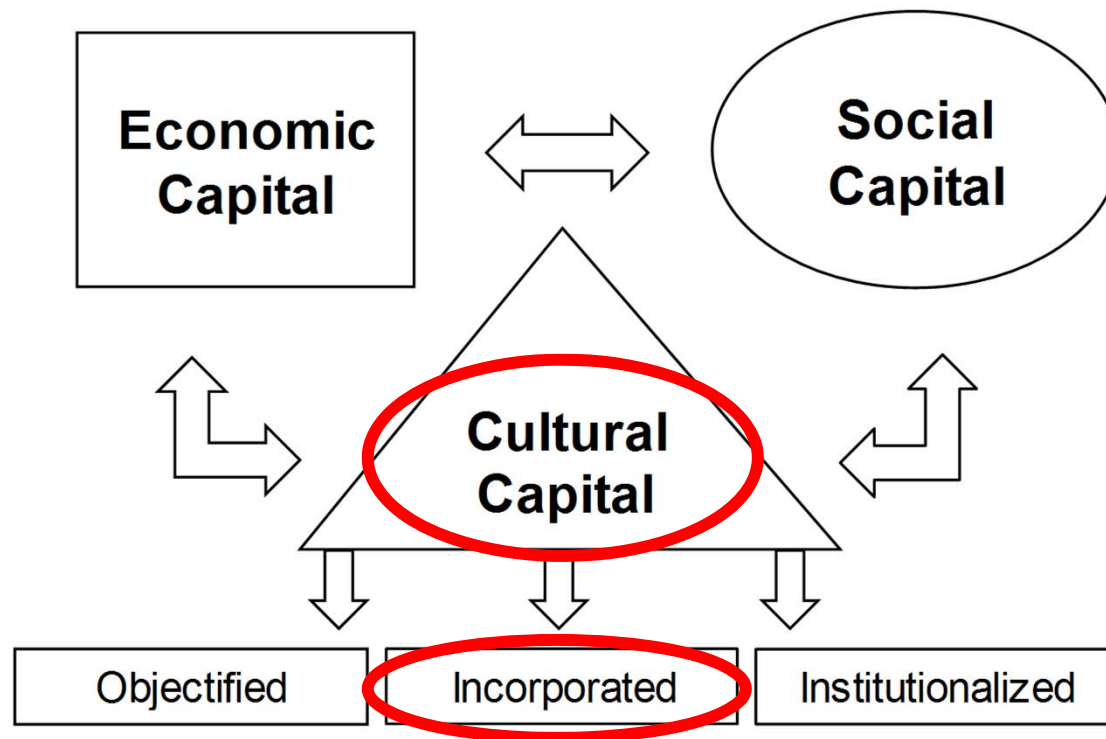 Economic
Capital
Social
Capital
Cultural
Capital
Objectified
Incorporated
Institutionalized